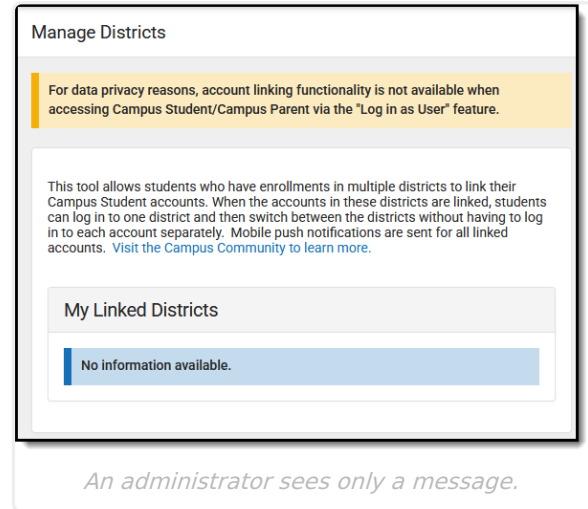 Manage Districts
For data privacy reasons, account linking functionality is not available when
accessing Campus Student/Campus Parent via the "Log in as User" feature.
This tool allows students who have enrollments in multiple districts to link their
Campus Student accounts. When the accounts in these districts are linked, students
can log in to one district and then switch between the districts without having to log
in to each account separately.  Mobile push notifications are sent for all linked
accounts.  Visit the Campus Community to learn more.
My Linked Districts
No information available.
An administrator sees only a message.